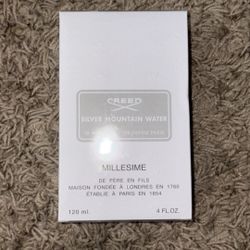 CREED
SILVER MOUNTAIN WATER
MILLESIME
DE PÈRE EN FILS
MAISON FONDÉE À LONDRES EN 1760
ÉTABLIE À PARIS EN 1854
120 ml.
4 FL.OZ.